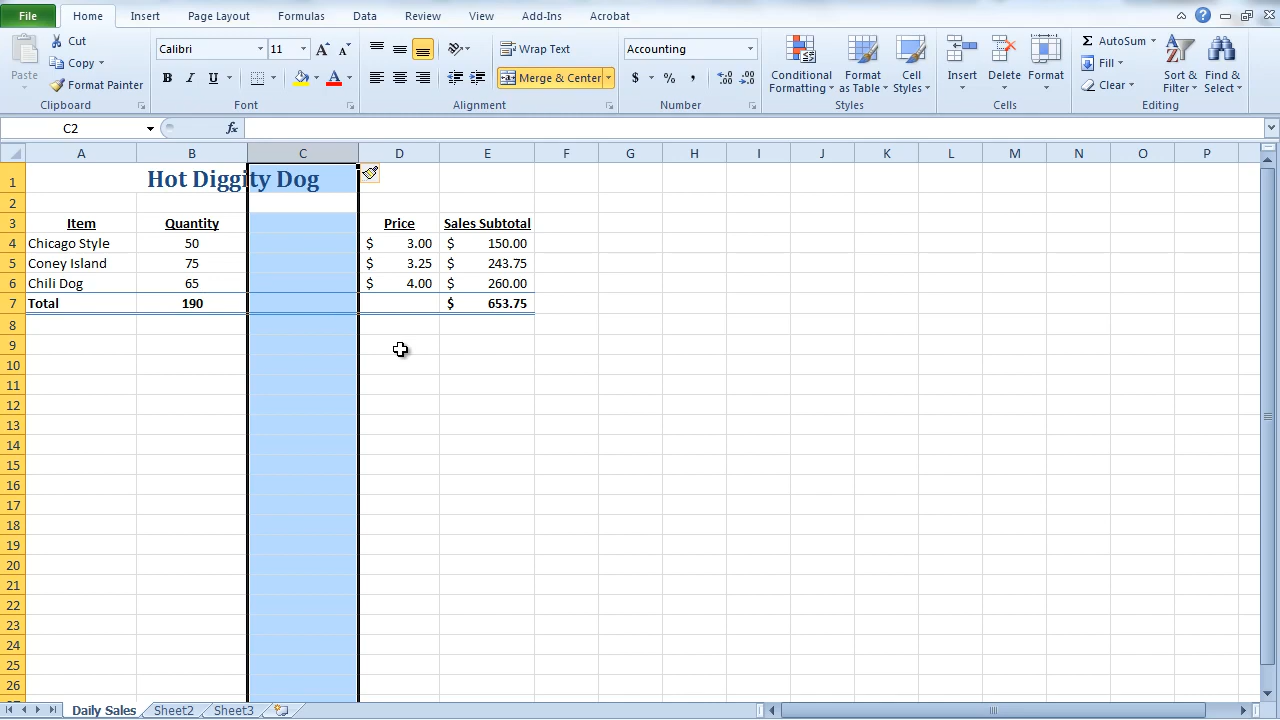 File Home Insert Page Layout Formulas Data Review View Add-Ins Acrobat
Paste Cut Copy Format Painter Clipboard
Calibri 11 A A B I U A Font
Wrap Text Merge & Center Alignment
Accounting $ % , .00 .0 Number
Conditional Formatting Format as Table Cell Styles Styles
Insert Delete Format Cells
Σ AutoSum Fill Clear Sort & Filter Find & Select Editing
C2 fx
A B C D E F G H I J K L M N O P
1 Hot Diggity Dog
2
3 Item Quantity Price Sales Subtotal
4 Chicago Style 50 $ 3.00 $ 150.00
5 Coney Island 75 $ 3.25 $ 243.75
6 Chili Dog 65 $ 4.00 $ 260.00
7 Total 190 $ 653.75
8
9
10
11
12
13
14
15
16
17
18
19
20
21
22
23
24
25
26
Daily Sales Sheet2 Sheet3